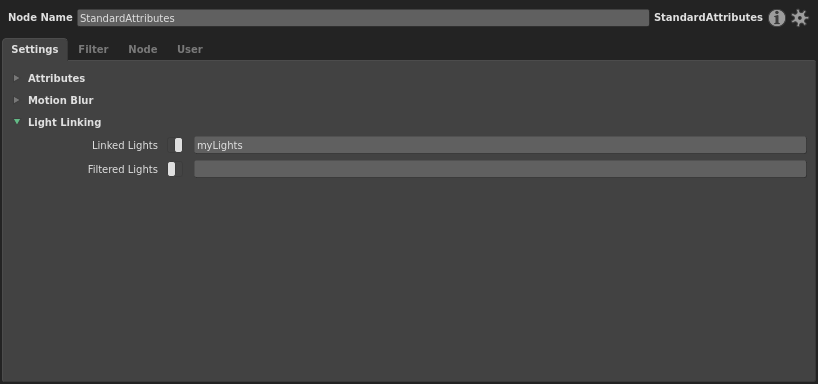 Node Name StandardAttributes StandardAttributes
Settings Filter Node User
Attributes
Motion Blur
Light Linking
Linked Lights myLights
Filtered Lights